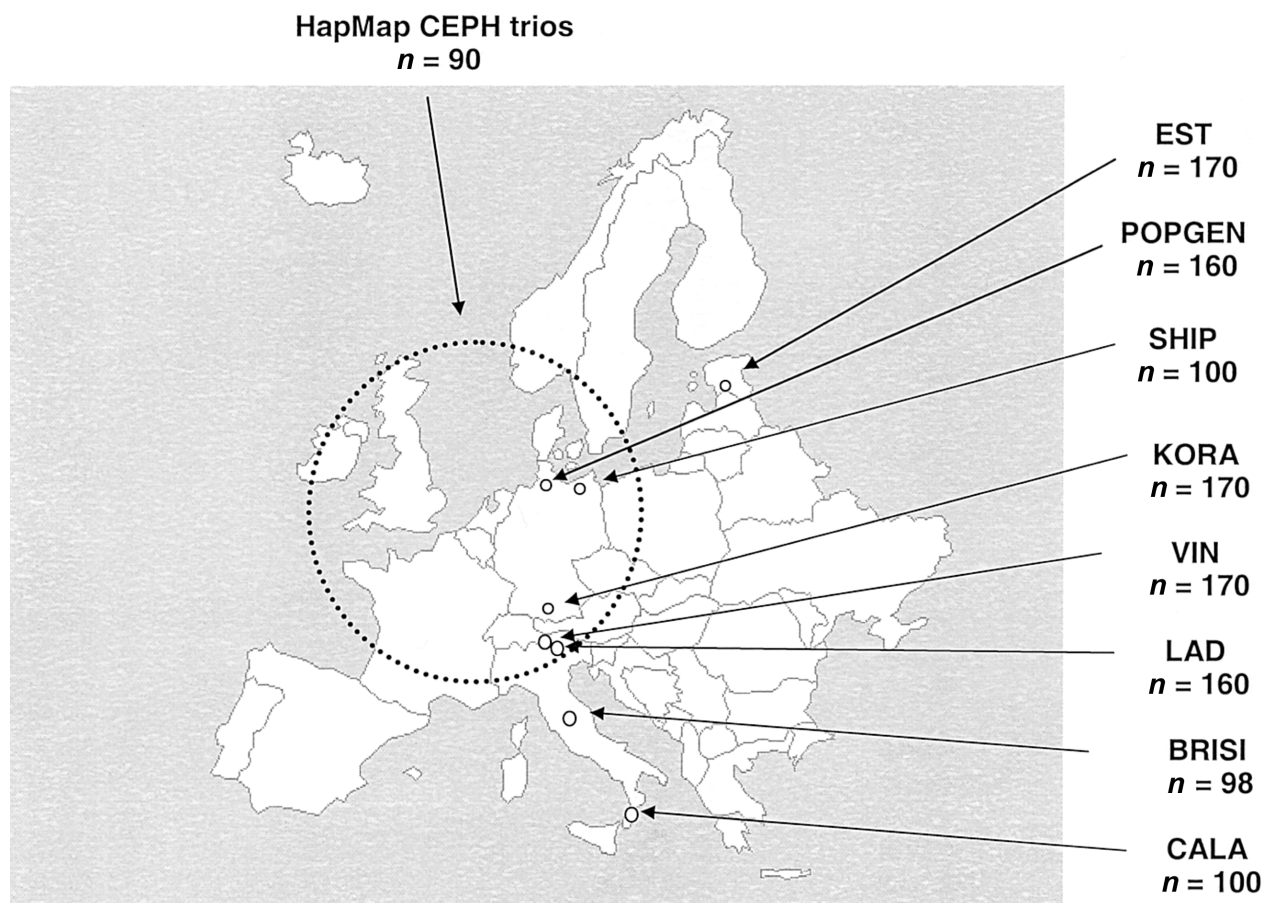 HapMap CEPH trios
n = 90
EST
n = 170
POPGEN
n = 160
SHIP
n = 100
KORA
n = 170
VIN
n = 170
LAD
n = 160
BRISI
n = 98
CALA
n = 100